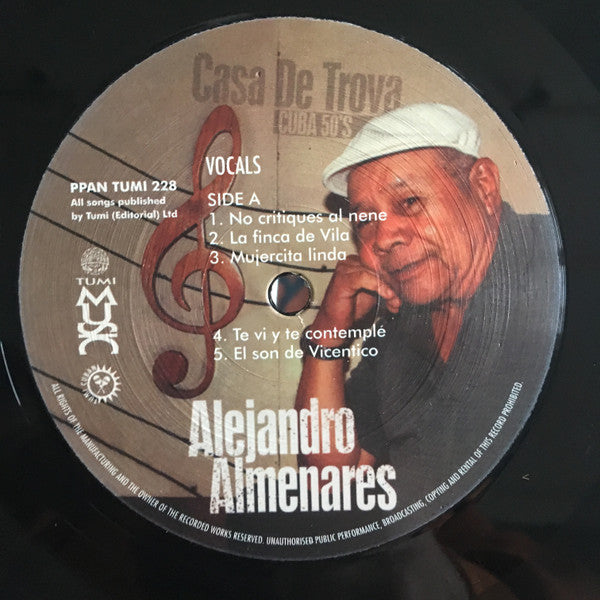 Casa De Trova
CUBA 50'S
VOCALS
PPAN TUMI 228
All songs published
by Tumi (Editorial) Ltd
SIDE A
1. No critiques al nene
2. La finca de Vila
3. Mujercita linda
TUMI
MUSIC
4. Te vi y te contemplé
5. El son de Vicentico
Alejandro
Almenares
ALL RIGHTS OF THE MANUFACTURING AND THE OWNER OF THE RECORDED WORKS RESERVED. UNAUTHORISED PUBLIC PERFORMANCE, BROADCASTING, COPYING AND RENTAL OF THIS RECORD PROHIBITED.